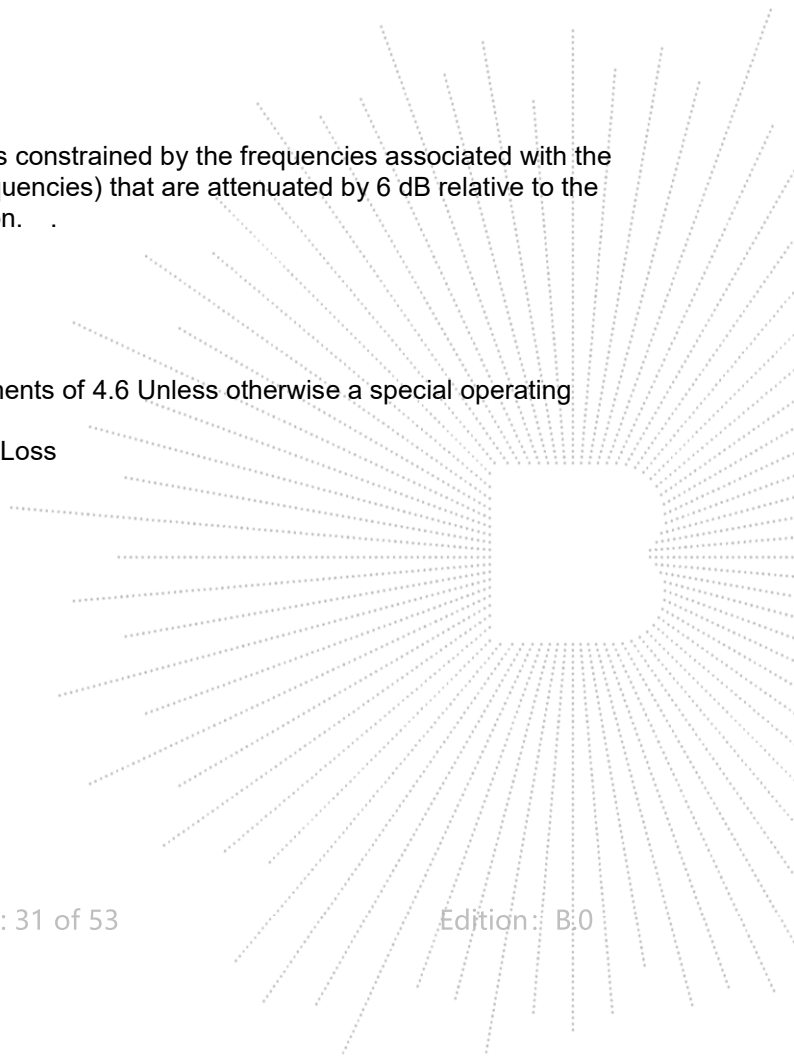 s constrained by the frequencies associated with the
quencies) that are attenuated by 6 dB relative to the
n. .
nents of 4.6 Unless otherwise a special operating
Loss
: 31 of 53 Edition: B.0